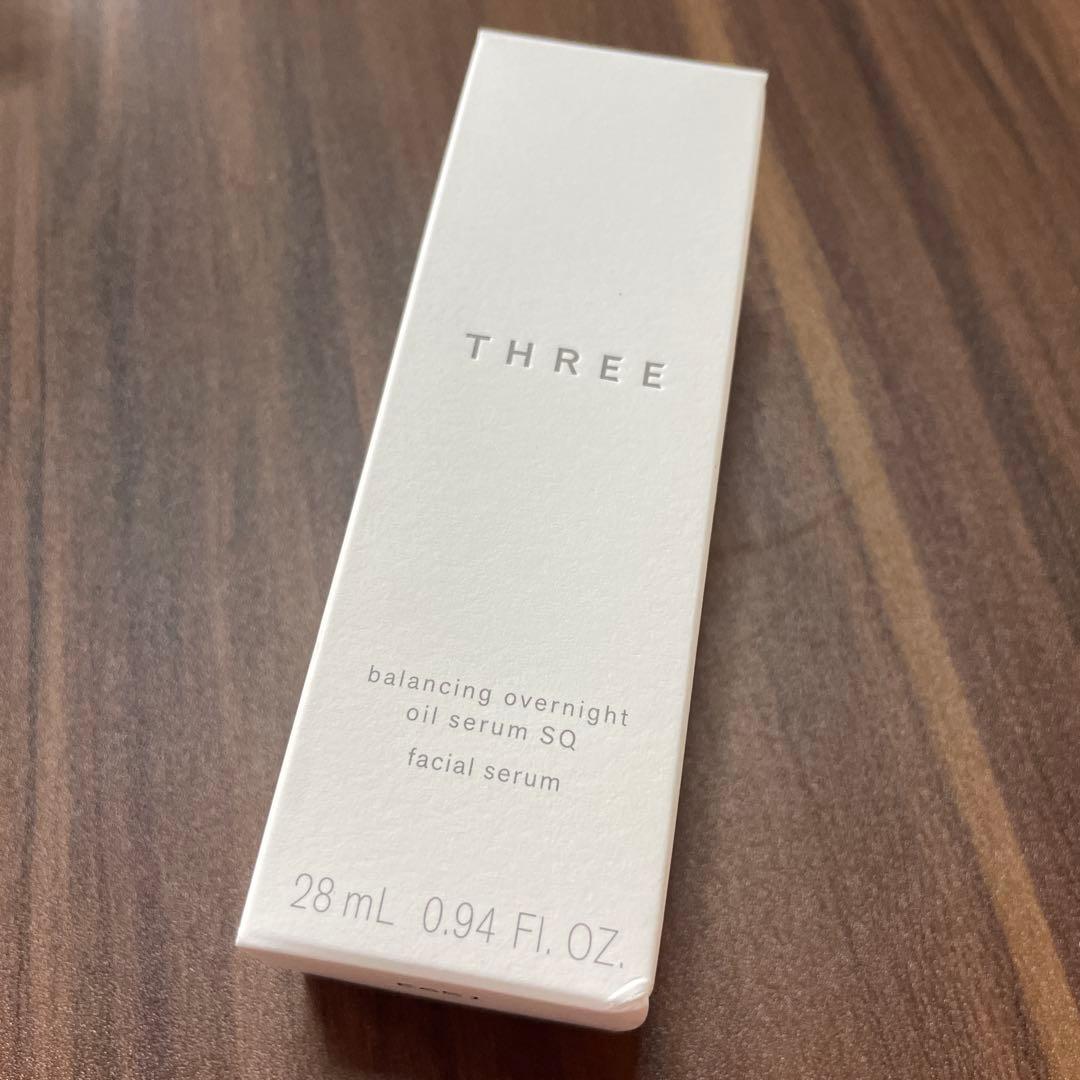 THREE
balancing overnight
oil serum SQ
facial serum
28 mL 0.94 Fl. OZ.